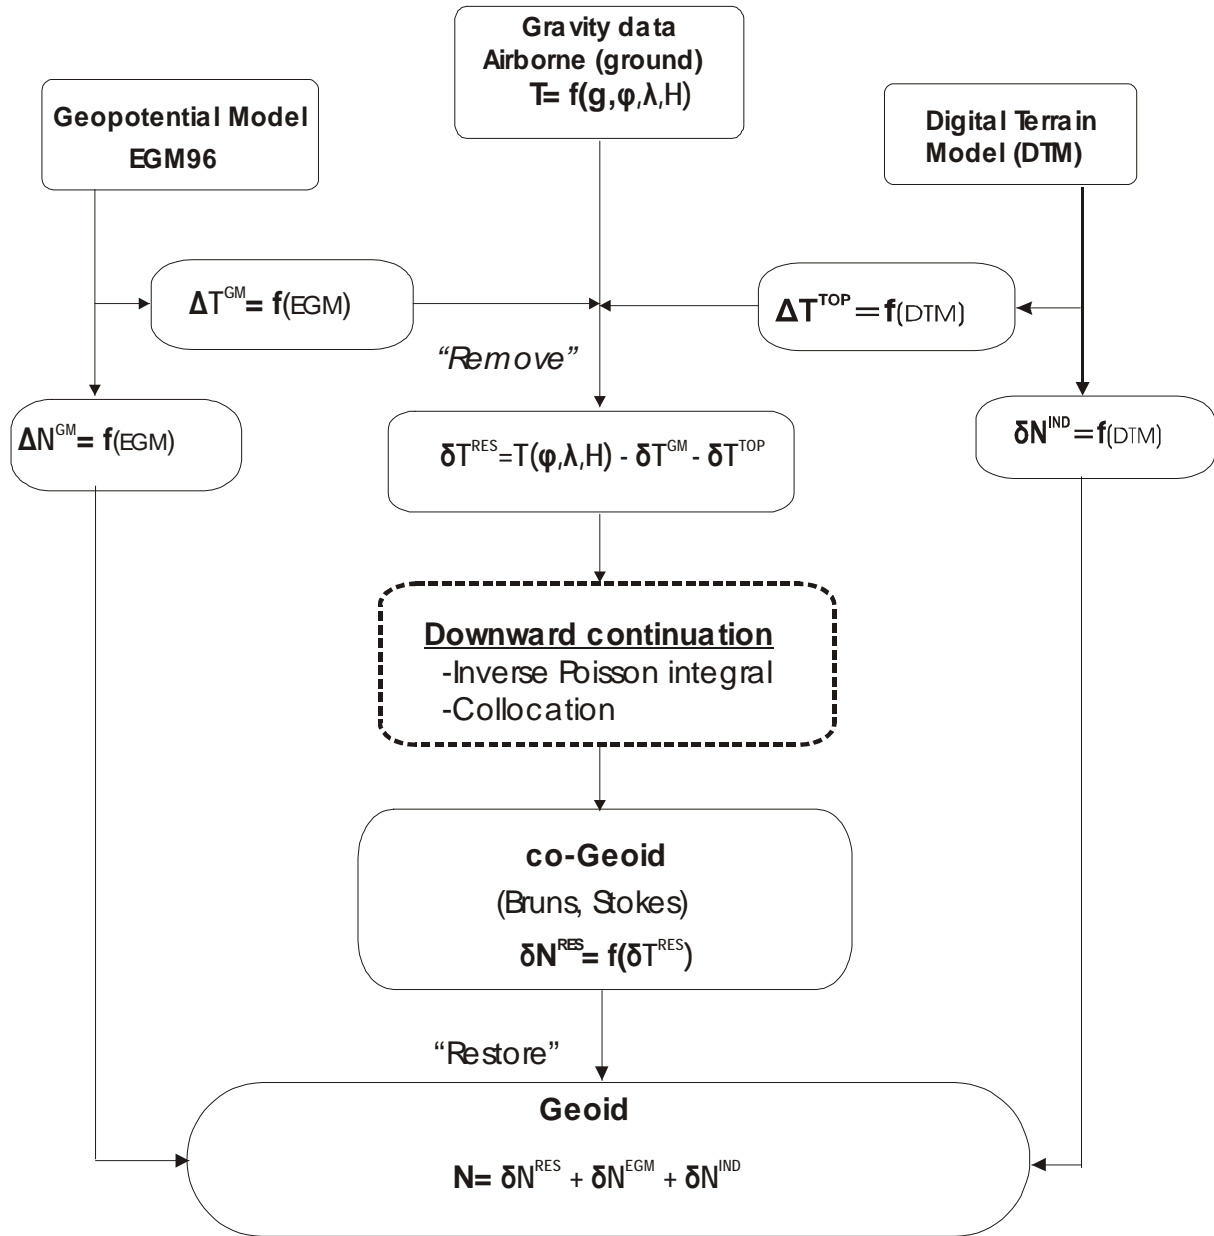 Gravity data
Airborne (ground)
T= f(g,φ,λ,H)
Geopotential Model
EGM96
Digital Terrain
Model (DTM)
ΔT^GM= f(EGM)
ΔT^TOP = f(DTM)
“Remove”
ΔN^GM= f(EGM)
δT^RES=T(φ,λ,H) - δT^GM - δT^TOP
δN^IND = f(DTM)
Downward continuation
-Inverse Poisson integral
-Collocation
co-Geoid
(Bruns, Stokes)
δN^RES= f(δT^RES)
“Restore”
Geoid
N= δN^RES + δN^EGM + δN^IND